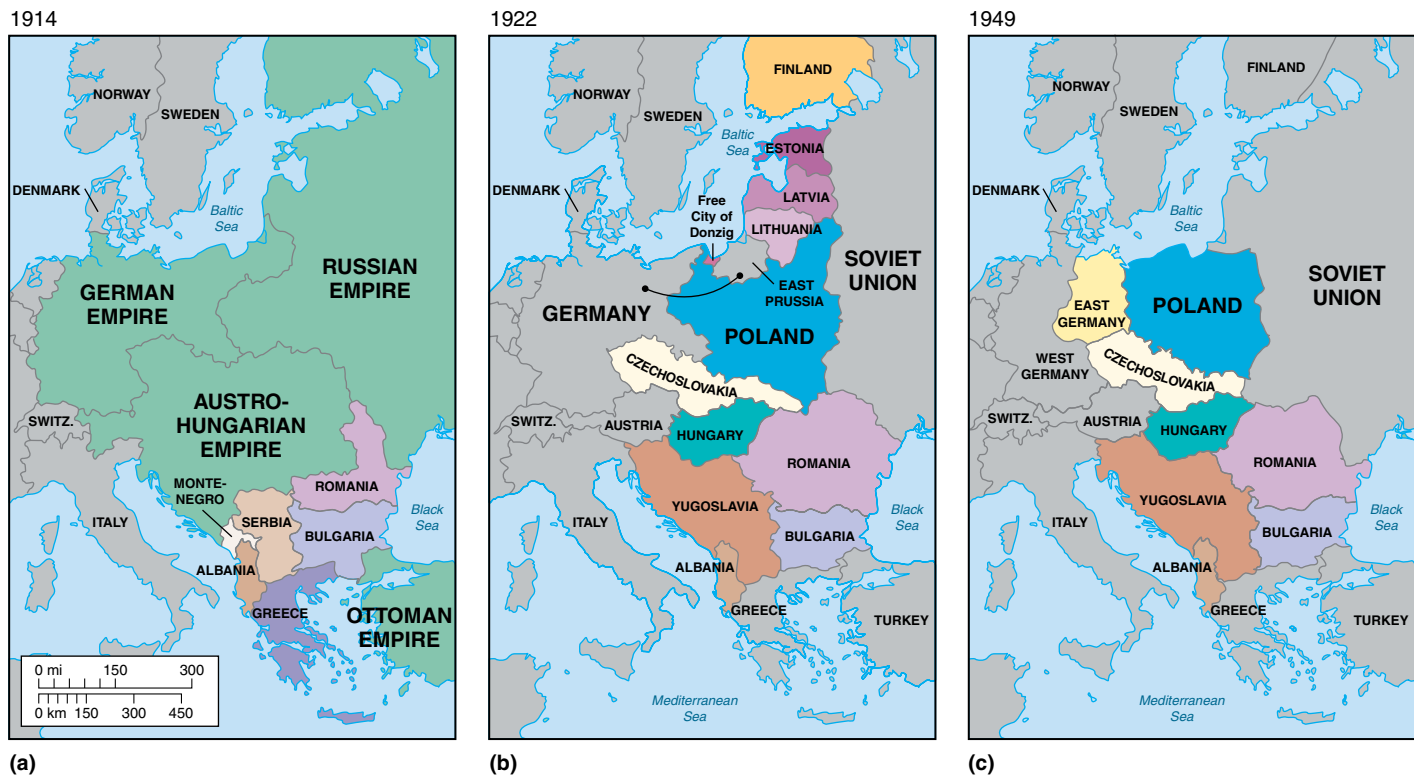 1914
NORWAY
SWEDEN
DENMARK
Baltic
Sea
RUSSIAN
EMPIRE
GERMAN
EMPIRE
AUSTRO-
HUNGARIAN
EMPIRE
SWITZ.
MONTE-
NEGRO
ROMANIA
SERBIA
ITALY
BULGARIA
Black
Sea
ALBANIA
GREECE
OTTOMAN
EMPIRE
0 mi 150 300
0 km 150 300 450
(a)
1922
FINLAND
NORWAY
SWEDEN
Baltic
Sea
ESTONIA
DENMARK
LATVIA
Free
City of
Donzig
LITHUANIA
SOVIET
UNION
EAST
PRUSSIA
GERMANY
POLAND
CZECHOSLOVAKIA
SWITZ.
AUSTRIA
HUNGARY
ROMANIA
YUGOSLAVIA
ITALY
BULGARIA
Black
Sea
ALBANIA
GREECE
TURKEY
Mediterranean
Sea
(b)
1949
FINLAND
NORWAY
SWEDEN
DENMARK
Baltic
Sea
SOVIET
UNION
EAST
GERMANY
POLAND
WEST
GERMANY
CZECHOSLOVAKIA
SWITZ.
AUSTRIA
HUNGARY
ROMANIA
YUGOSLAVIA
ITALY
BULGARIA
Black
Sea
ALBANIA
GREECE
TURKEY
Mediterranean
Sea
(c)